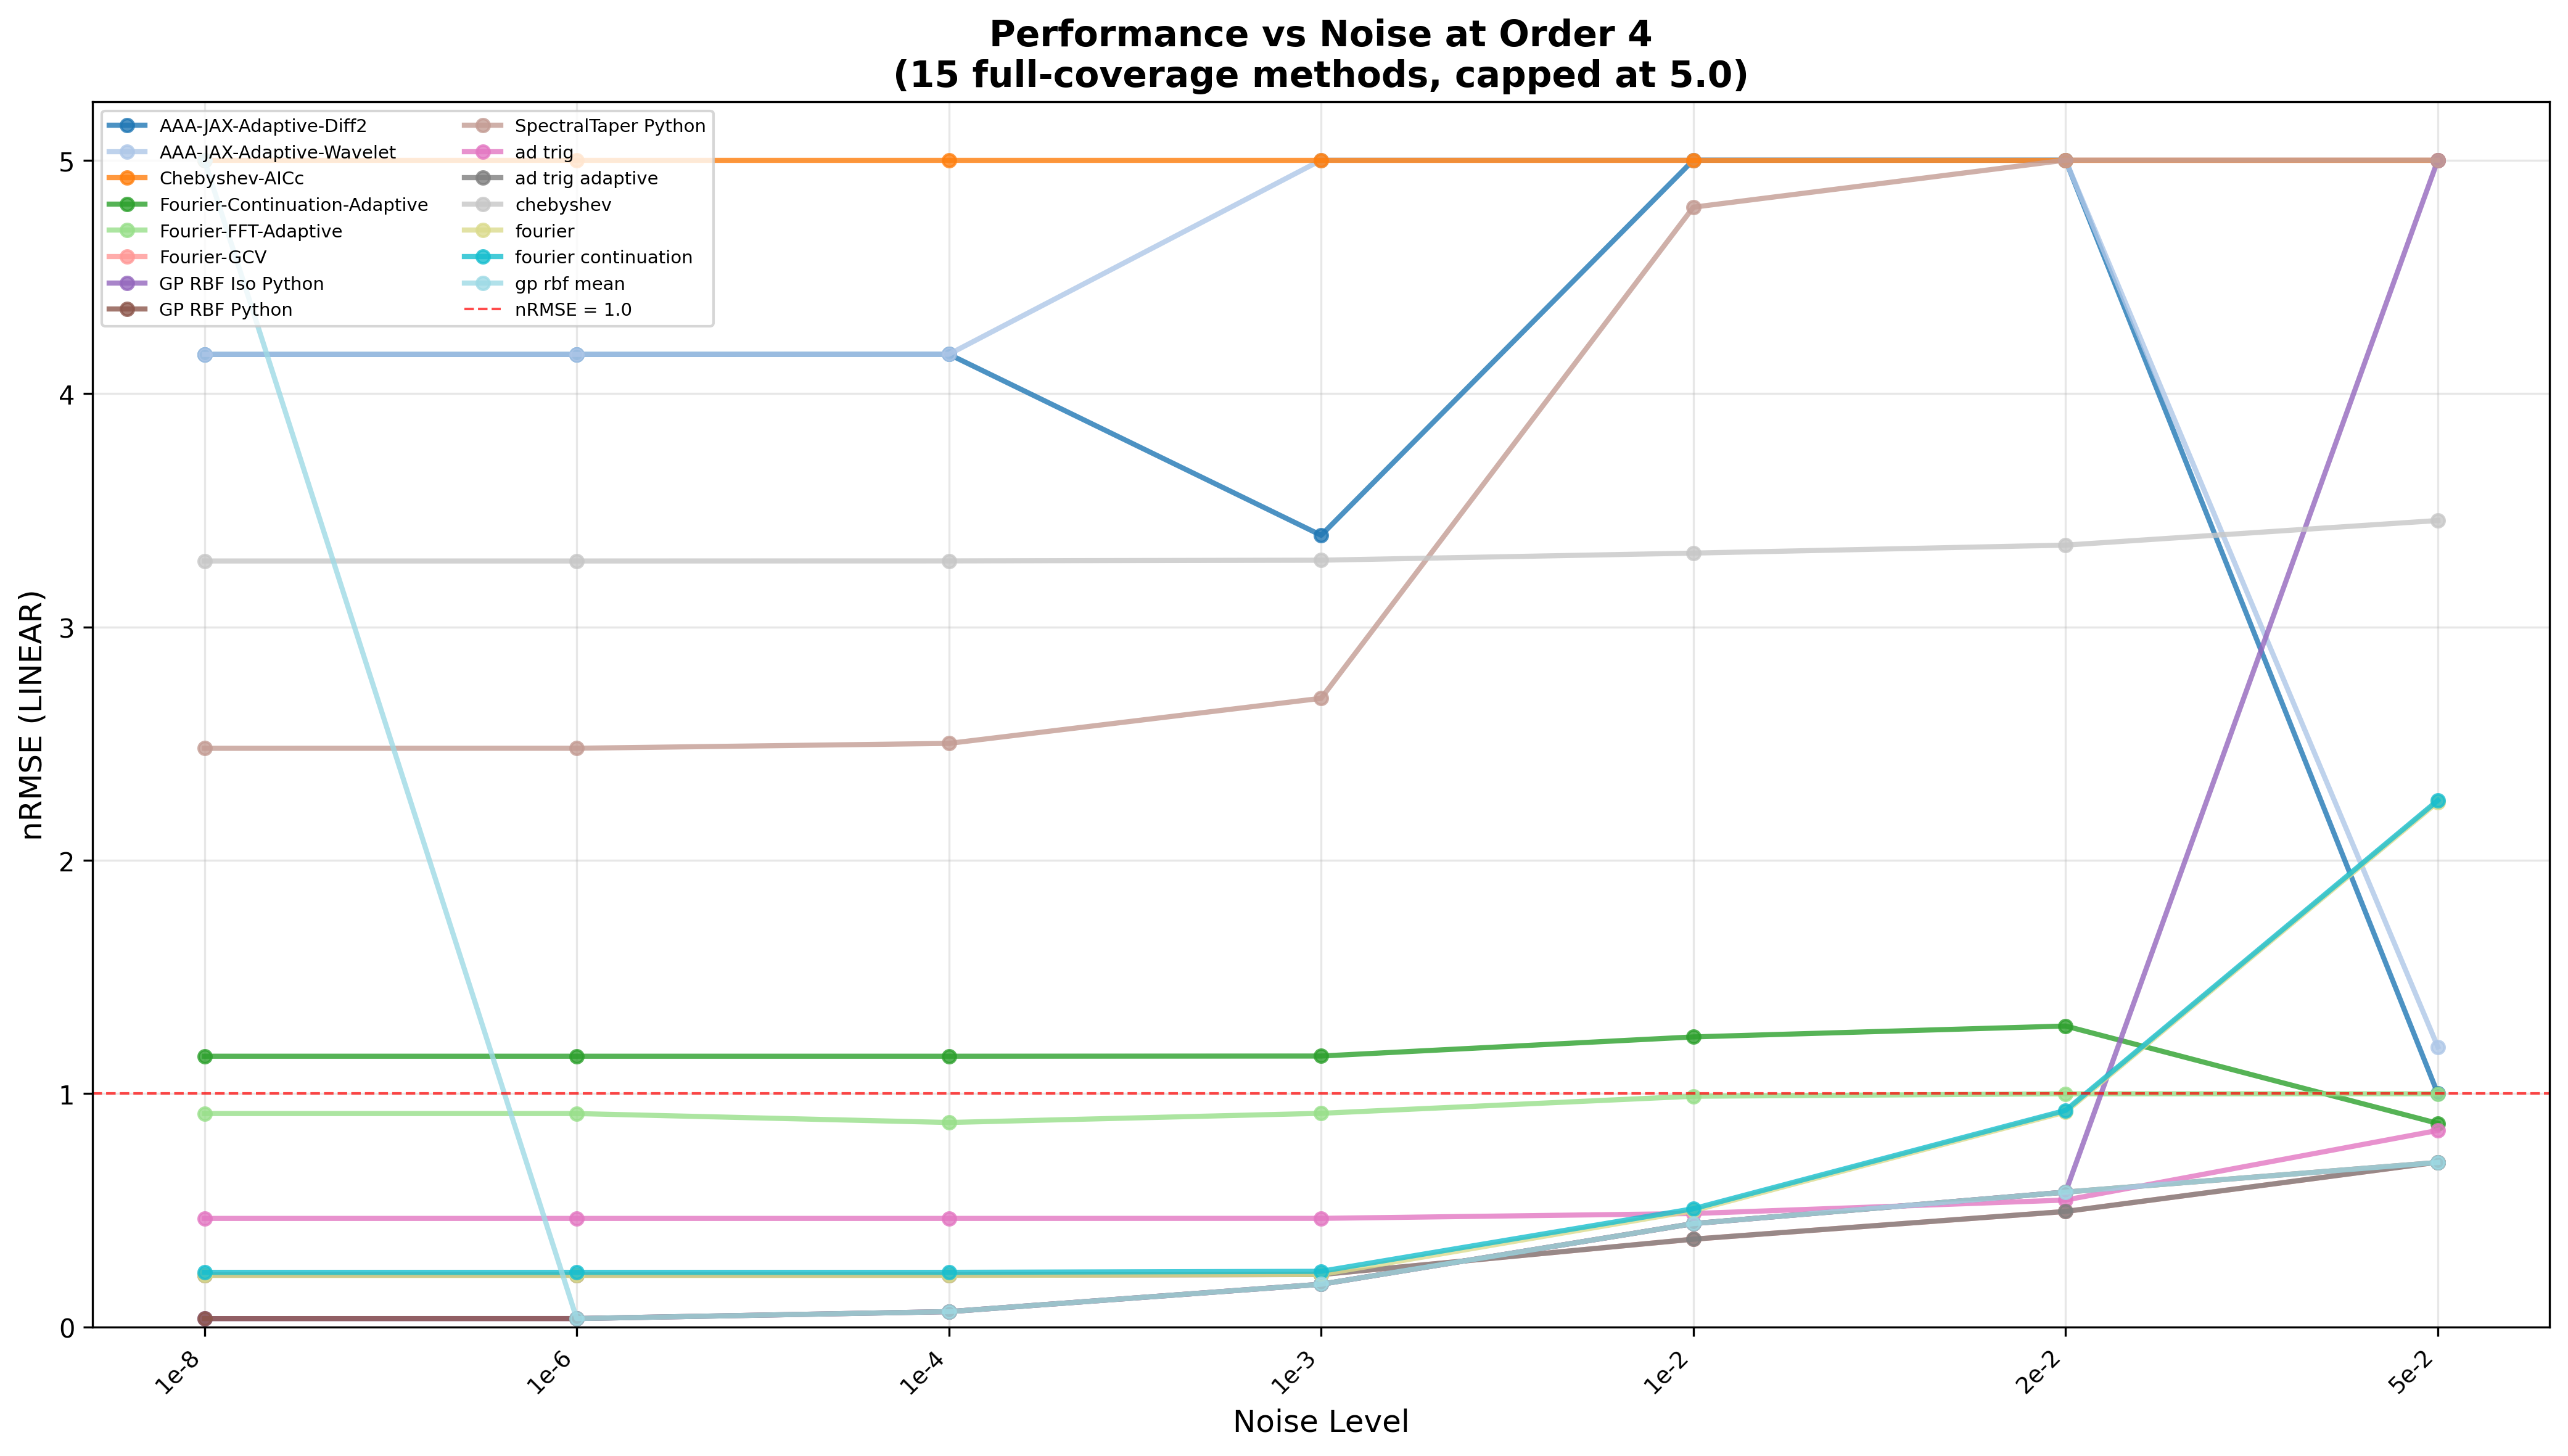 Performance vs Noise at Order 4
(15 full-coverage methods, capped at 5.0)
AAA-JAX-Adaptive-Diff2
AAA-JAX-Adaptive-Wavelet
Chebyshev-AICc
Fourier-Continuation-Adaptive
Fourier-FFT-Adaptive
Fourier-GCV
GP RBF Iso Python
GP RBF Python
SpectralTaper Python
ad trig
ad trig adaptive
chebyshev
fourier
fourier continuation
gp rbf mean
nRMSE = 1.0
nRMSE (LINEAR)
5
4
3
2
1
0
1e-8
1e-6
1e-4
1e-3
1e-2
2e-2
5e-2
Noise Level